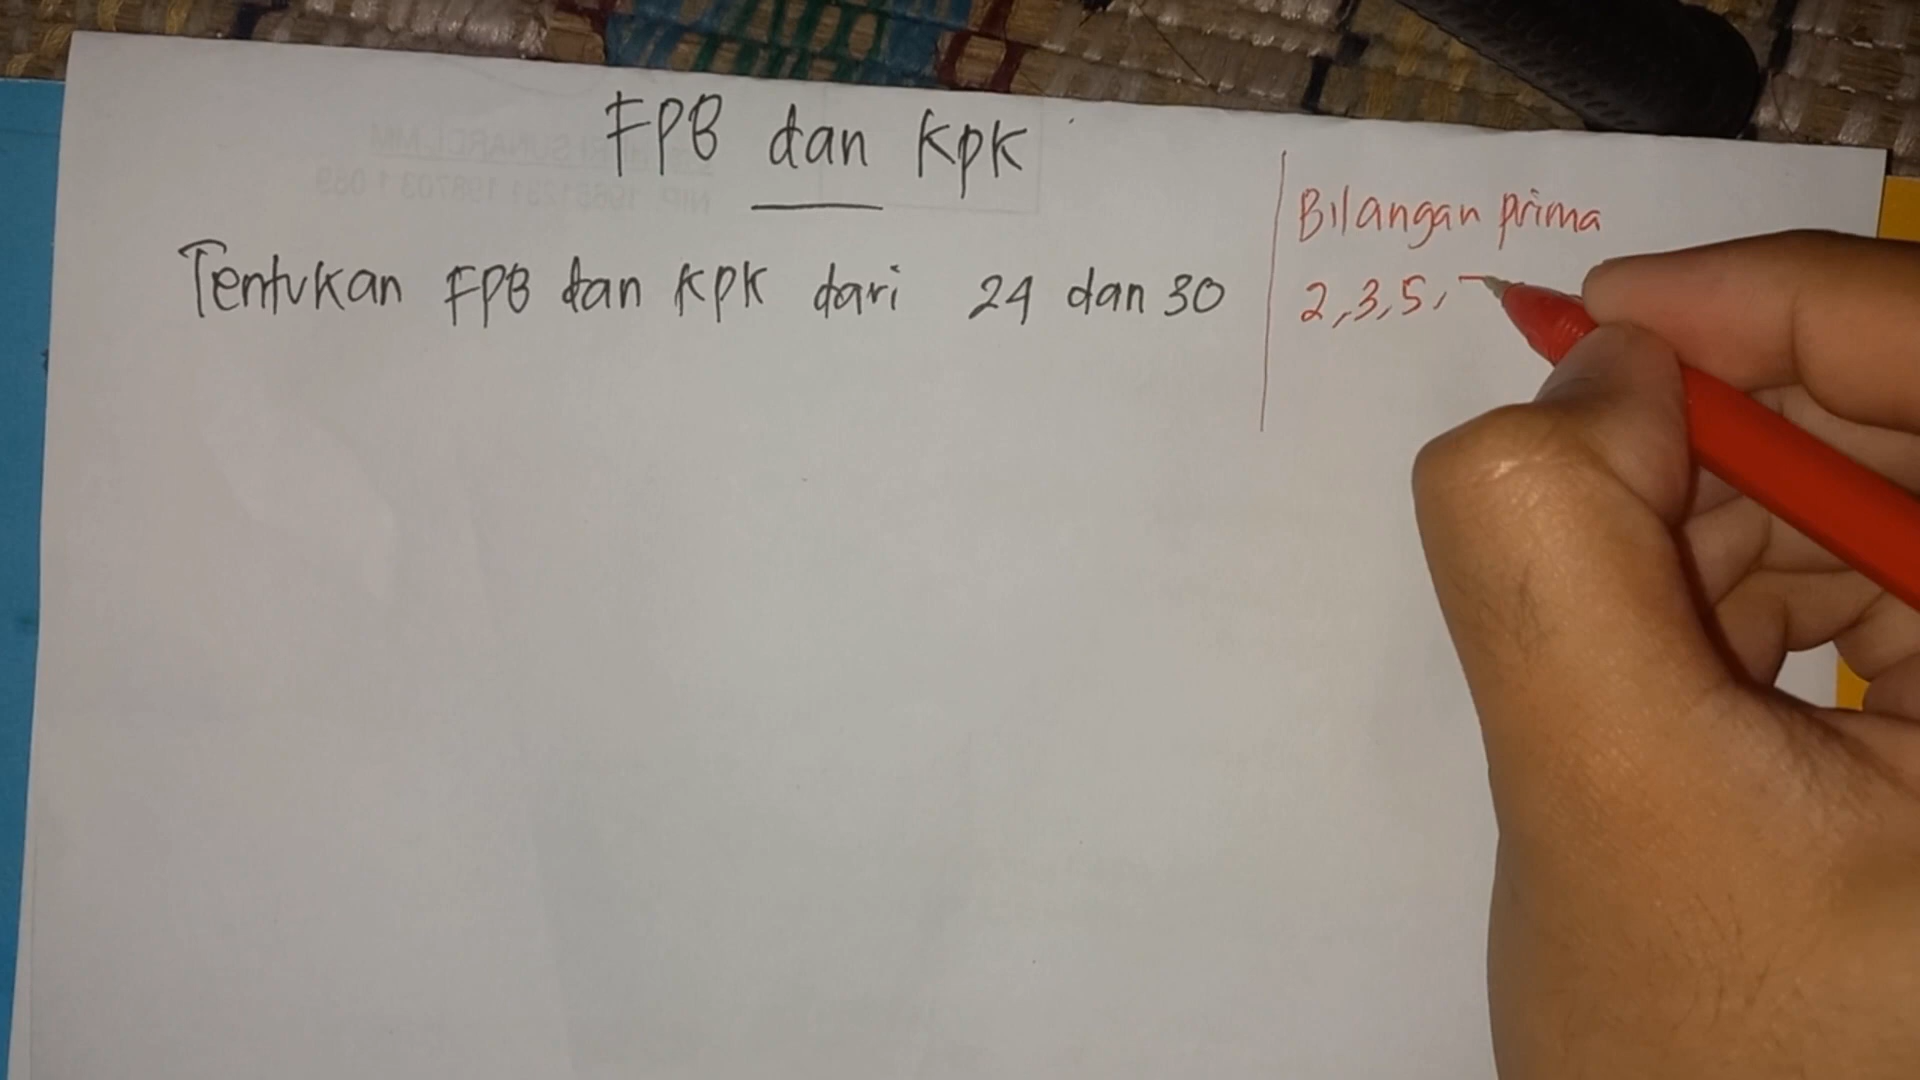 FPB dan KPK
Tentukan FPB dan KPK dari 24 dan 30
Bilangan prima
2,3,5,